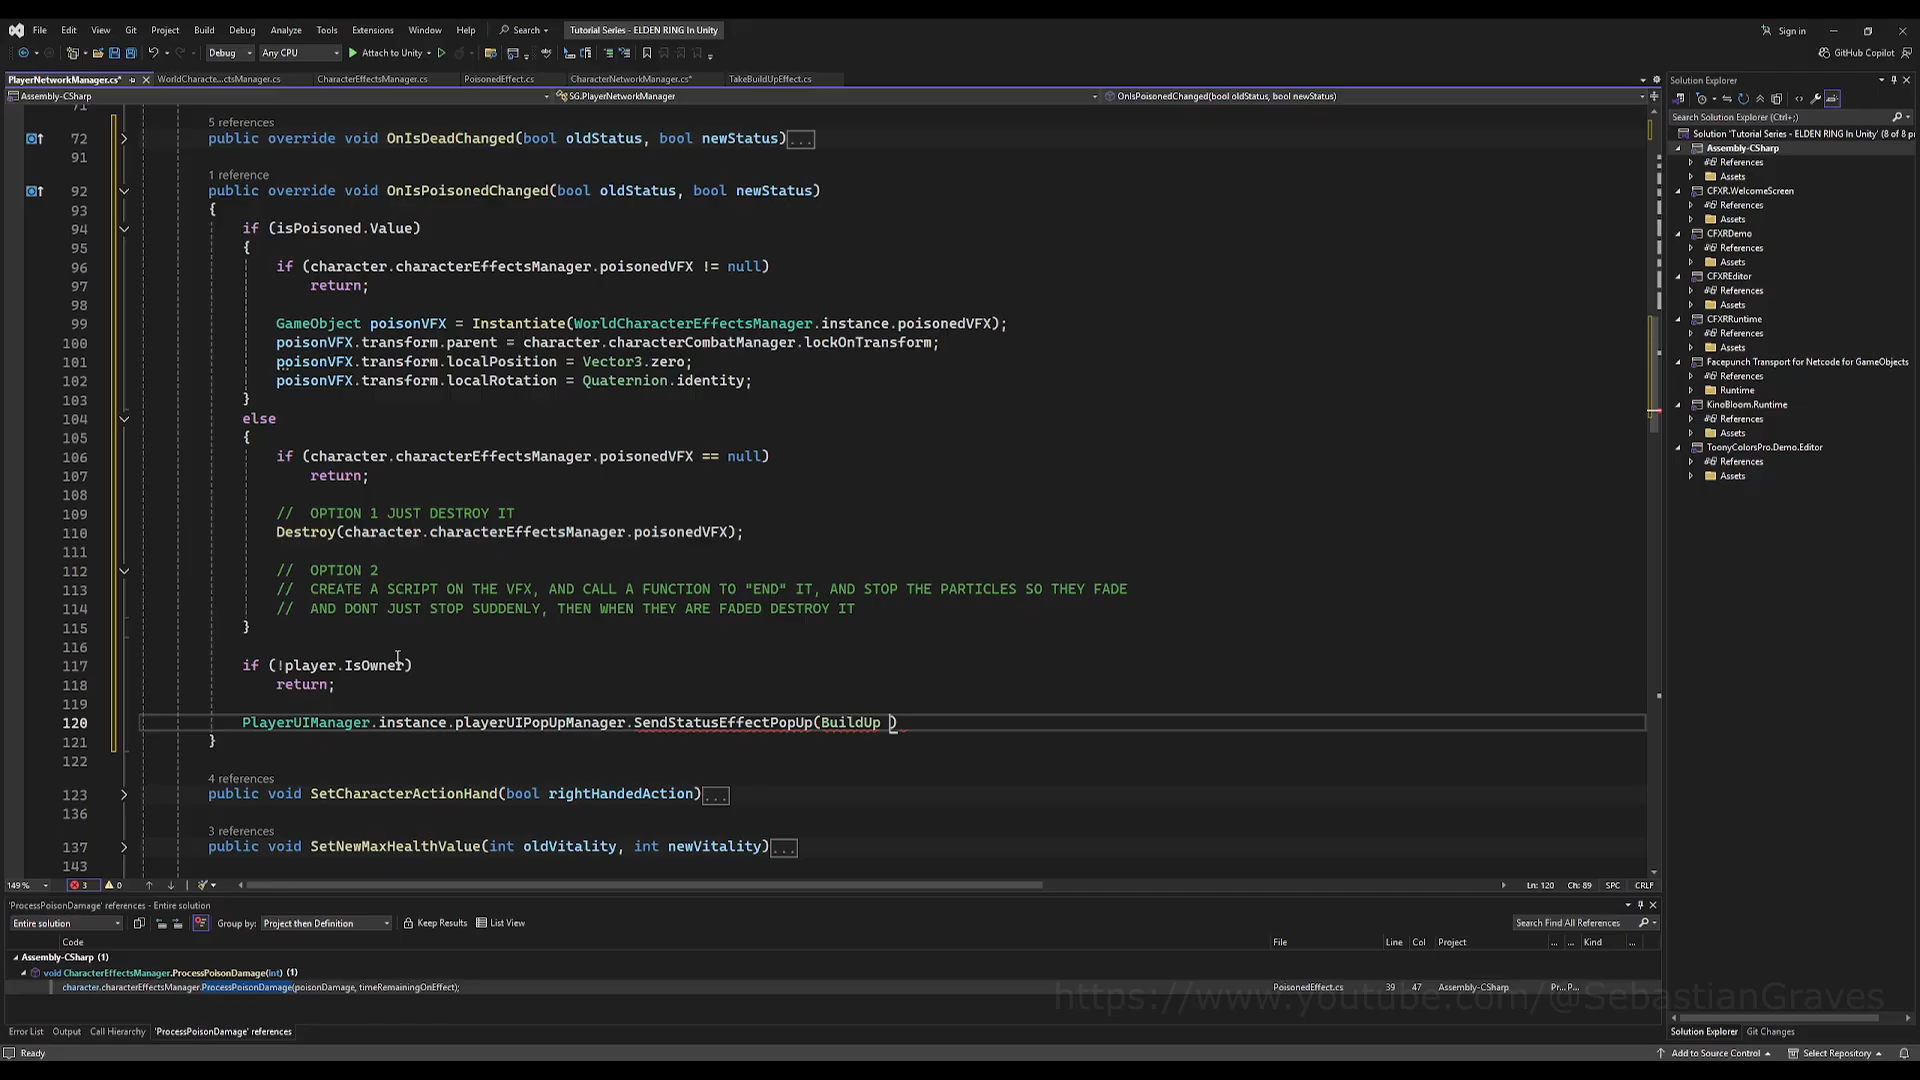 File Edit View Git Project Build Debug Analyze Tools Extensions Window Help Search Tutorial Series - ELDEN RING In Unity Sign in
Debug Any CPU Attach to Unity GitHub Copilot
PlayerNetworkManager.cs* WorldCharacte...ctsManager.cs CharacterEffectsManager.cs PoisonedEffect.cs CharacterNetworkManager.cs* TakeBuildUpEffect.cs
Assembly-CSharp SG.PlayerNetworkManager OnIsPoisonedChanged(bool oldStatus, bool newStatus)
71
5 references
72 public override void OnIsDeadChanged(bool oldStatus, bool newStatus)...
91
1 reference
92 public override void OnIsPoisonedChanged(bool oldStatus, bool newStatus)
93 {
94 if (isPoisoned.Value)
95 {
96 if (character.characterEffectsManager.poisonedVFX != null)
97 return;
98
99 GameObject poisonVFX = Instantiate(WorldCharacterEffectsManager.instance.poisonedVFX);
100 poisonVFX.transform.parent = character.characterCombatManager.lockOnTransform;
101 poisonVFX.transform.localPosition = Vector3.zero;
102 poisonVFX.transform.localRotation = Quaternion.identity;
103 }
104 else
105 {
106 if (character.characterEffectsManager.poisonedVFX == null)
107 return;
108
109 // OPTION 1 JUST DESTROY IT
110 Destroy(character.characterEffectsManager.poisonedVFX);
111
112 // OPTION 2
113 // CREATE A SCRIPT ON THE VFX, AND CALL A FUNCTION TO "END" IT, AND STOP THE PARTICLES SO THEY FADE
114 // AND DONT JUST STOP SUDDENLY, THEN WHEN THEY ARE FADED DESTROY IT
115 }
116
117 if (!player.IsOwner)
118 return;
119
120 PlayerUIManager.instance.playerUIPopUpManager.SendStatusEffectPopUp(BuildUp )
121 }
122
4 references
123 public void SetCharacterActionHand(bool rightHandedAction)...
136
3 references
137 public void SetNewMaxHealthValue(int oldVitality, int newVitality)...
143
149 % 3 0 Ln: 120 Ch: 89 SPC CRLF
'ProcessPoisonDamage' references - Entire solution
Entire solution Group by: Project then Definition Keep Results List View Search Find All References
Code File Line Col Project ... ... Kind ...
Assembly-CSharp (1)
void CharacterEffectsManager.ProcessPoisonDamage(int) (1)
character.characterEffectsManager.ProcessPoisonDamage(poisonDamage, timeRemainingOnEffect); PoisonedEffect.cs 39 47 Assembly-CSharp Pr... P...
https://www.youtube.com/@SebastianGraves
Error List Output Call Hierarchy 'ProcessPoisonDamage' references
Ready Add to Source Control Select Repository
Solution Explorer
Search Solution Explorer (Ctrl+;)
Solution 'Tutorial Series - ELDEN RING In Unity' (8 of 8 p
Assembly-CSharp
References
Assets
CFXR.WelcomeScreen
References
Assets
CFXRDemo
References
Assets
CFXREditor
References
Assets
CFXRRuntime
References
Assets
Facepunch Transport for Netcode for GameObjects
References
Runtime
KinoBloom.Runtime
References
Assets
ToonyColorsPro.Demo.Editor
References
Assets
Solution Explorer Git Changes